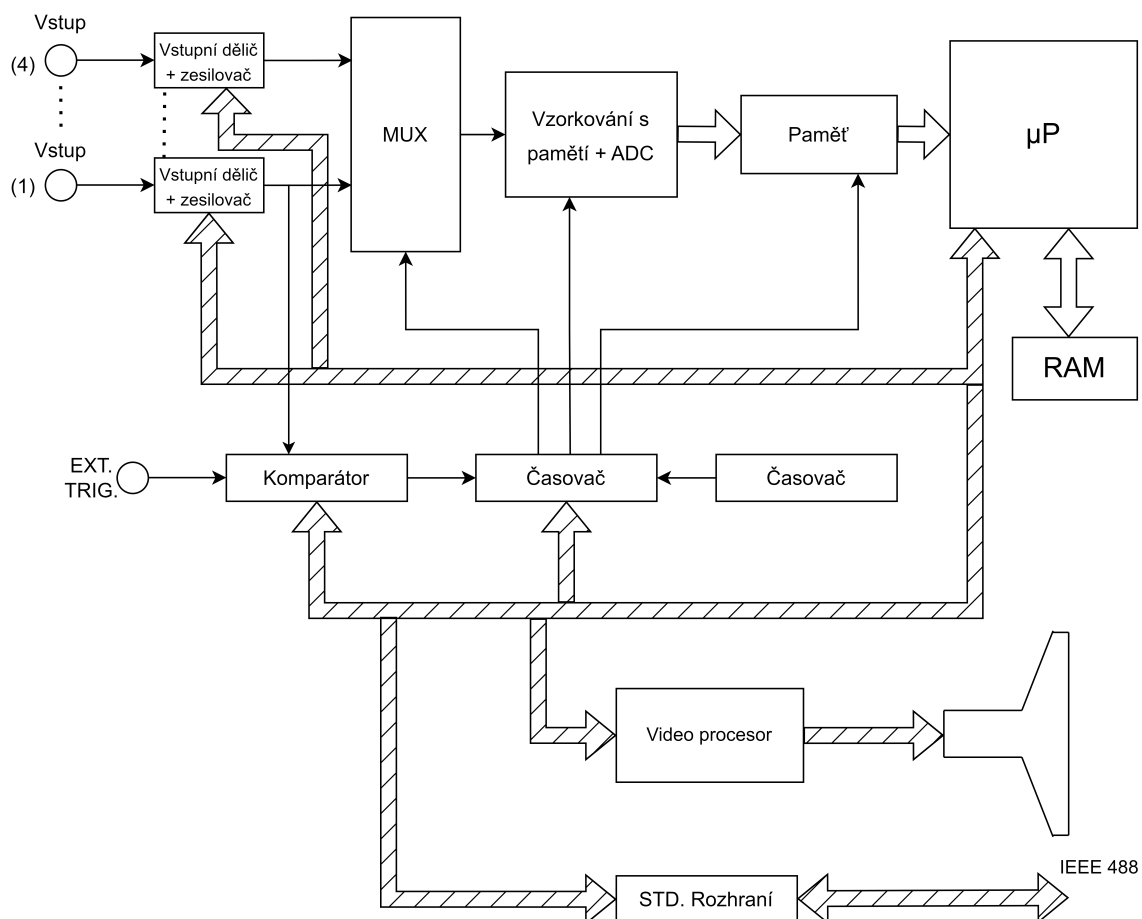 Vstup
(4)
Vstupní dělič
+ zesilovač
Vstup
(1)
Vstupní dělič
+ zesilovač
MUX
Vzorkování s
pamětí + ADC
Paměť
µP
RAM
EXT.
TRIG.
Komparátor
Časovač
Časovač
Video procesor
IEEE 488
STD. Rozhraní